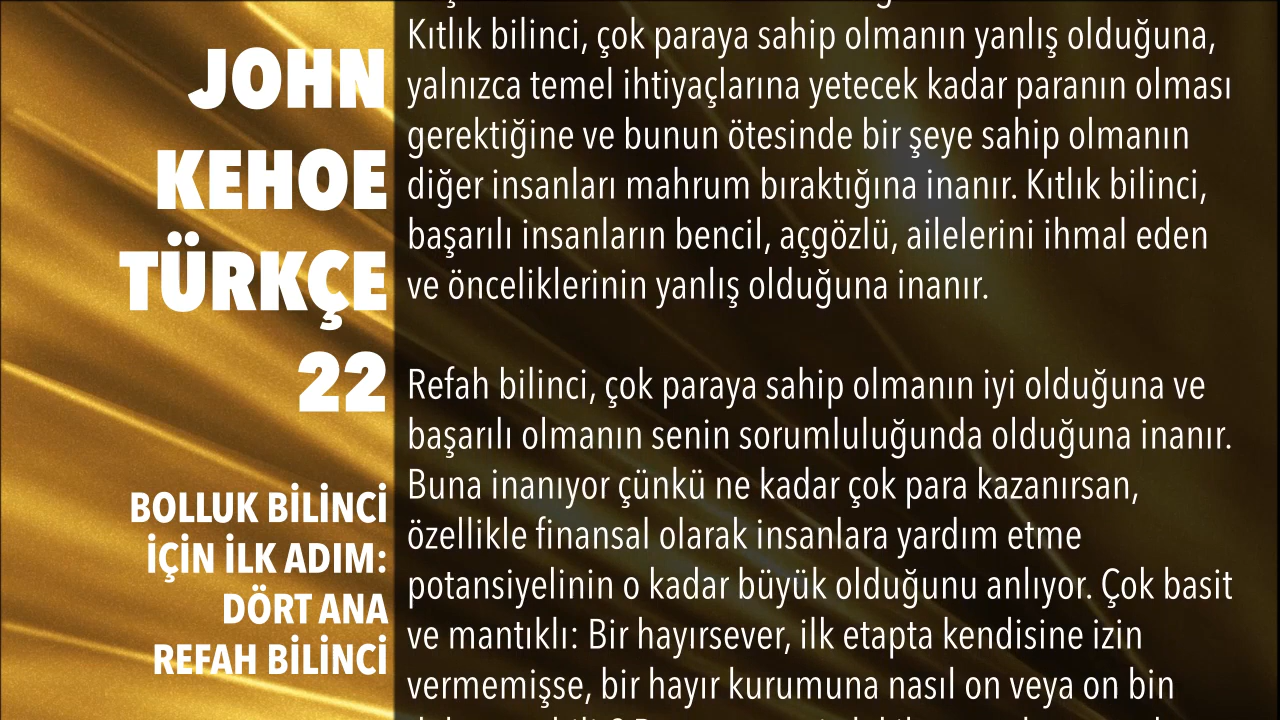 JOHN
KEHOE
TÜRKÇE
22
BOLLUK BİLİNCİ
İÇİN İLK ADIM:
DÖRT ANA
REFAH BİLİNCİ
Kıtlık bilinci, çok paraya sahip olmanın yanlış olduğuna,
yalnızca temel ihtiyaçlarına yetecek kadar paranın olması
gerektiğine ve bunun ötesinde bir şeye sahip olmanın
diğer insanları mahrum bıraktığına inanır. Kıtlık bilinci,
başarılı insanların bencil, açgözlü, ailelerini ihmal eden
ve önceliklerinin yanlış olduğuna inanır.
Refah bilinci, çok paraya sahip olmanın iyi olduğuna ve
başarılı olmanın senin sorumluluğunda olduğuna inanır.
Buna inanıyor çünkü ne kadar çok para kazanırsan,
özellikle finansal olarak insanlara yardım etme
potansiyelinin o kadar büyük olduğunu anlıyor. Çok basit
ve mantıklı: Bir hayırsever, ilk etapta kendisine izin
vermemişse, bir hayır kurumuna nasıl on veya on bin